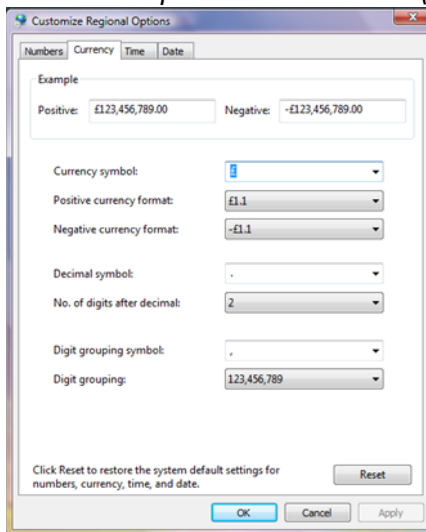 Customize Regional Options
Numbers Currency Time Date
Example
Positive: £123,456,789.00 Negative: -£123,456,789.00
Currency symbol: £
Positive currency format: £1.1
Negative currency format: -£1.1
Decimal symbol: .
No. of digits after decimal: 2
Digit grouping symbol: ,
Digit grouping: 123,456,789
Click Reset to restore the system default settings for
numbers, currency, time, and date.
Reset
OK Cancel Apply